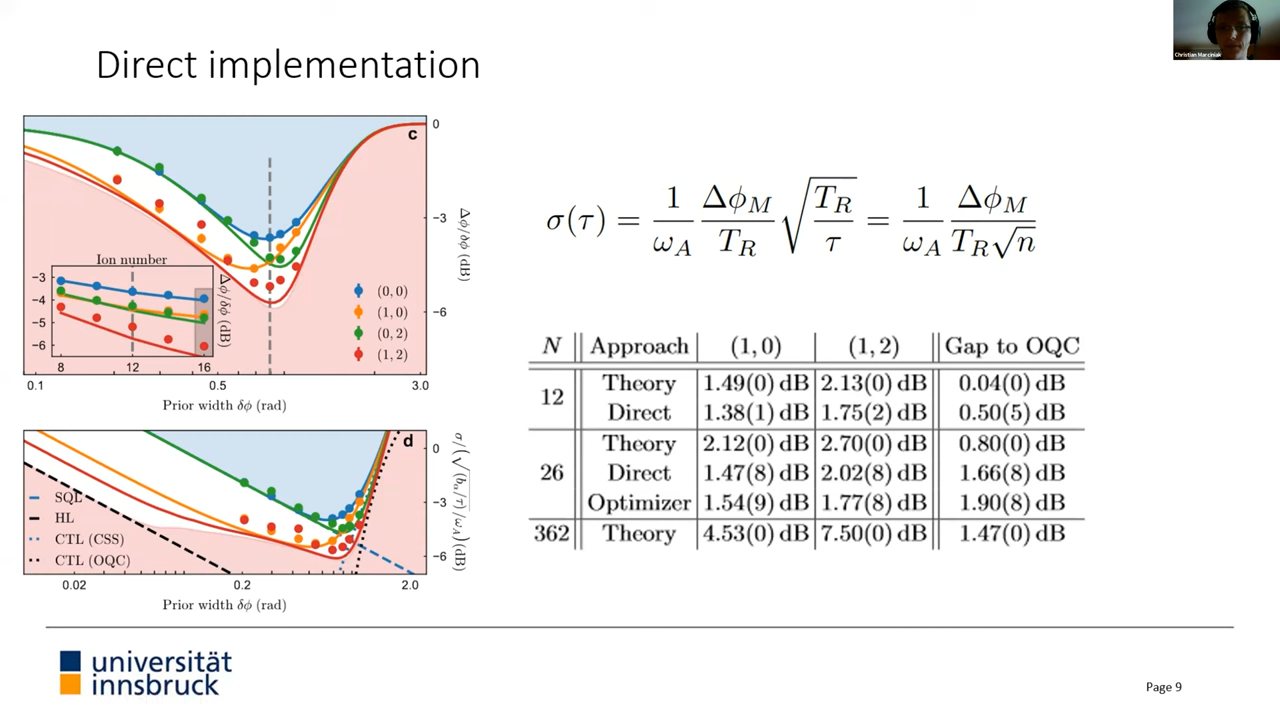 Christian Marciniak
Direct implementation
c
0
−3
−6
Δϕ/δϕ (dB)
Ion number
−3
−4
−5
−6
8
12
16
Δϕ/δϕ (dB)
(0, 0)
(1, 0)
(0, 2)
(1, 2)
0.1
0.5
3.0
Prior width δϕ (rad)
d
0
−3
−6
SQL
HL
CTL (CSS)
CTL (OQC)
0.02
0.2
2.0
Prior width δϕ (rad)
σ(τ) = 1/ω_A Δϕ_M/T_R √(T_R/τ) = 1/ω_A Δϕ_M/(T_R√n)
N Approach (1, 0) (1, 2) Gap to OQC
12 Theory 1.49(0) dB 2.13(0) dB 0.04(0) dB
Direct 1.38(1) dB 1.75(2) dB 0.50(5) dB
26 Theory 2.12(0) dB 2.70(0) dB 0.80(0) dB
Direct 1.47(8) dB 2.02(8) dB 1.66(8) dB
Optimizer 1.54(9) dB 1.77(8) dB 1.90(8) dB
362 Theory 4.53(0) dB 7.50(0) dB 1.47(0) dB
universität
innsbruck
Page 9